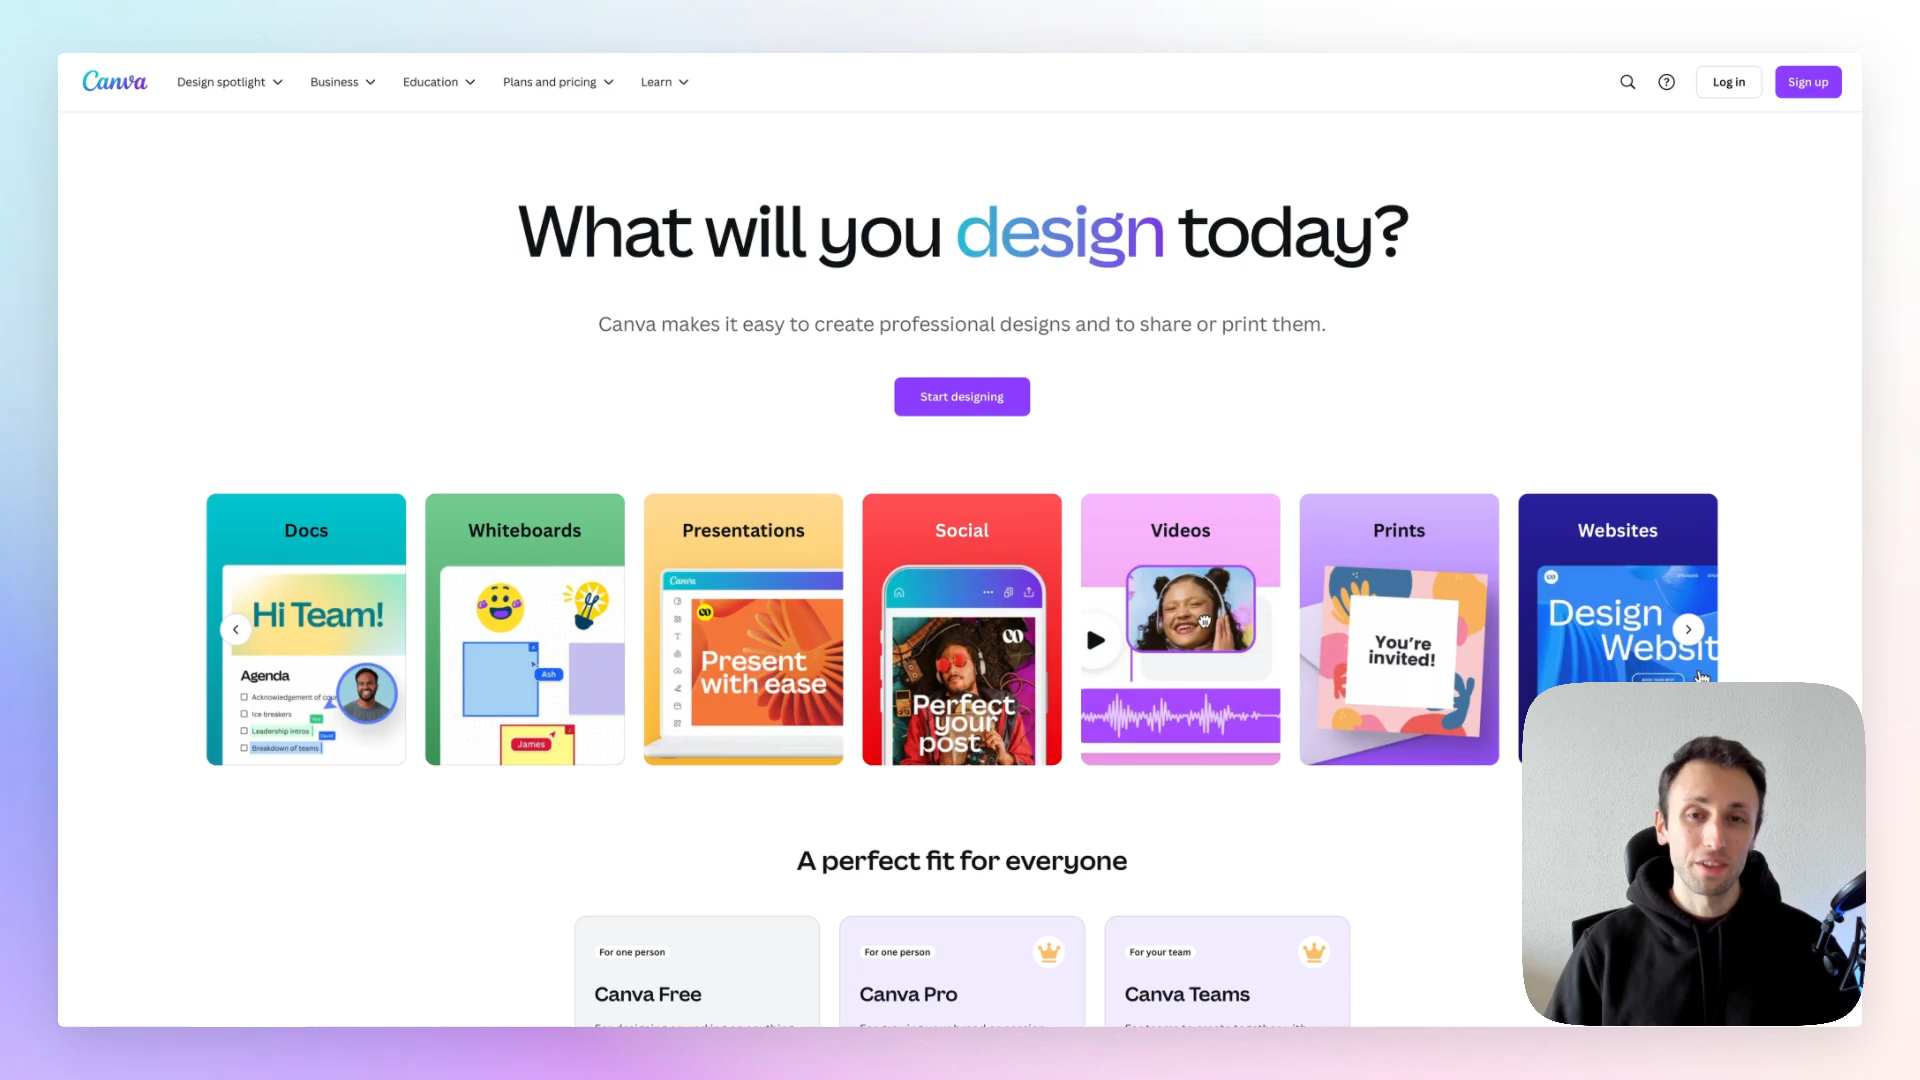 Canva
Design spotlight
Business
Education
Plans and pricing
Learn
Log in
Sign up
What will you design today?
Canva makes it easy to create professional designs and to share or print them.
Start designing
Docs
Hi Team!
Agenda
Acknowledgement of cou
Ice breakers
Leadership intros
David
Breakdown of teams
Whiteboards
Ash
James
Presentations
Canva
Present
with ease
Social
Perfect
your
post
Videos
Prints
You're
invited!
Websites
Design
Websit
A perfect fit for everyone
For one person
Canva Free
For one person
Canva Pro
For your team
Canva Teams